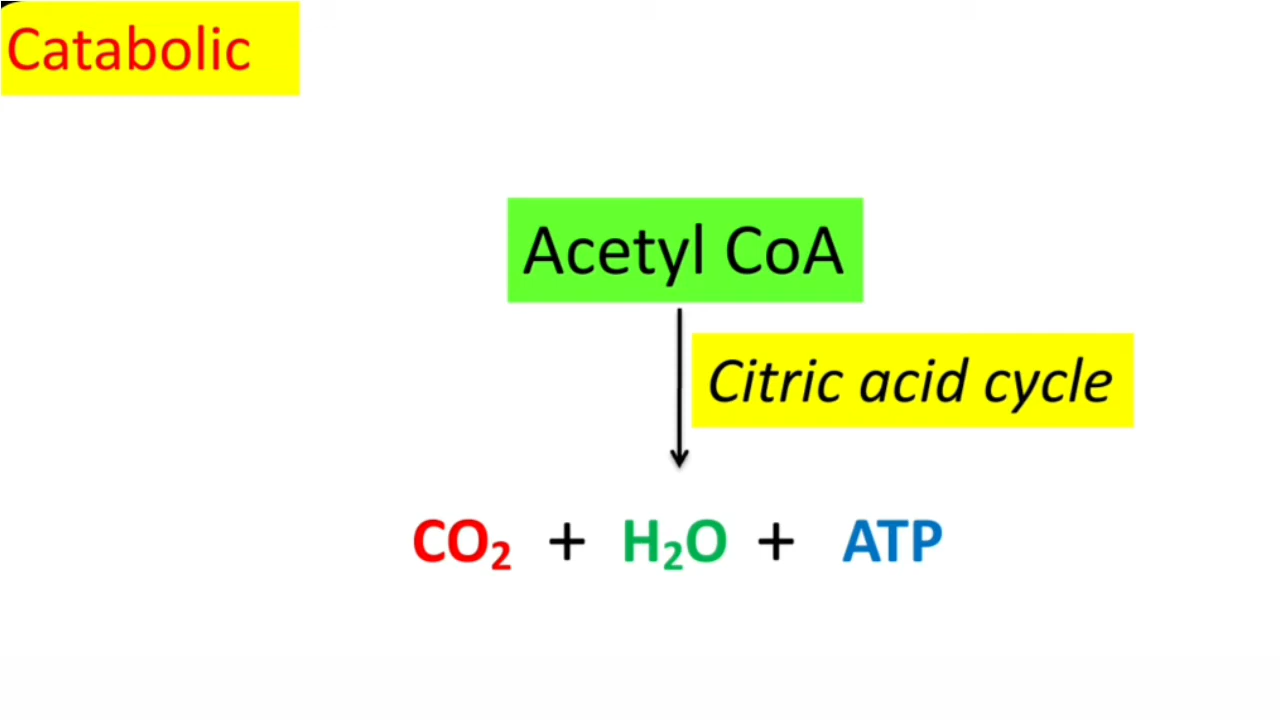 Catabolic
Acetyl CoA
Citric acid cycle
CO₂ + H₂O + ATP